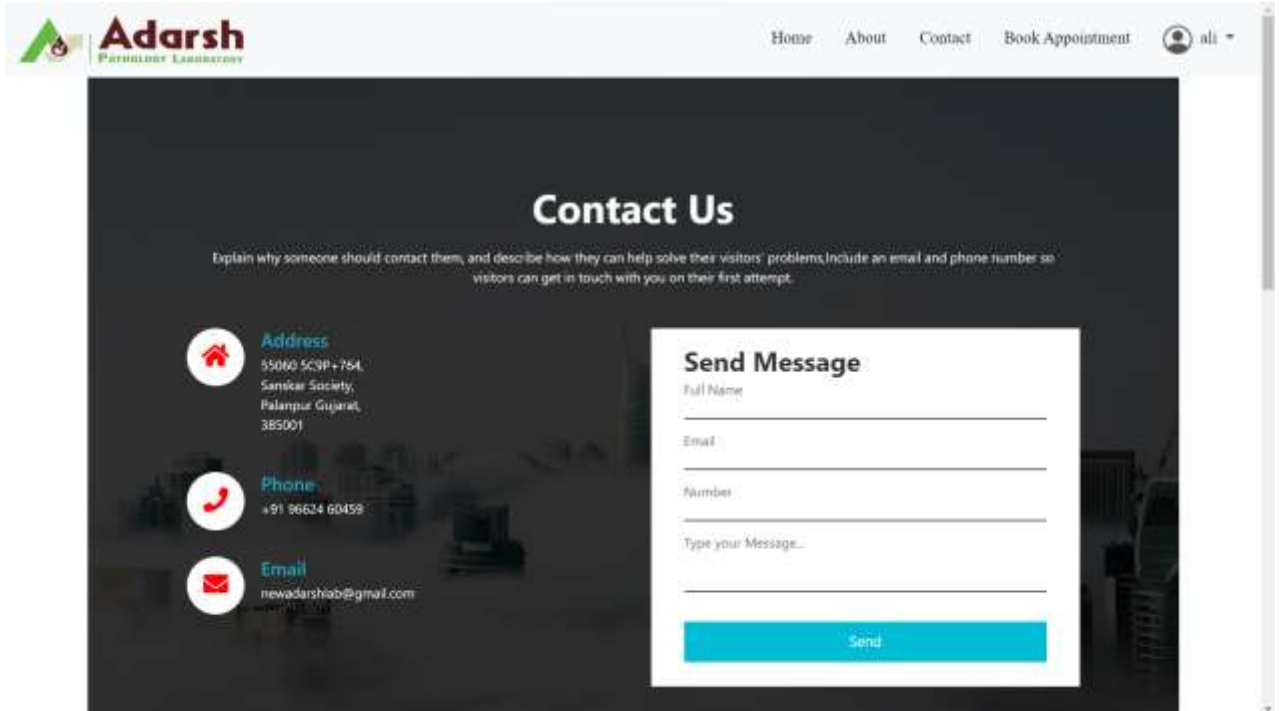 Adarsh
PATHOLOGY LABORATORY
Home About Contact Book Appointment ali
Contact Us
Explain why someone should contact them, and describe how they can help solve their visitors' problems,Include an email and phone number so
visitors can get in touch with you on their first attempt.
Address
55060 5C9P+764,
Sanskar Society,
Palanpur Gujarat,
385001
Phone
+91 96624 60459
Email
newadarshlab@gmail.com
Send Message
Full Name
Email
Number
Type your Message...
Send